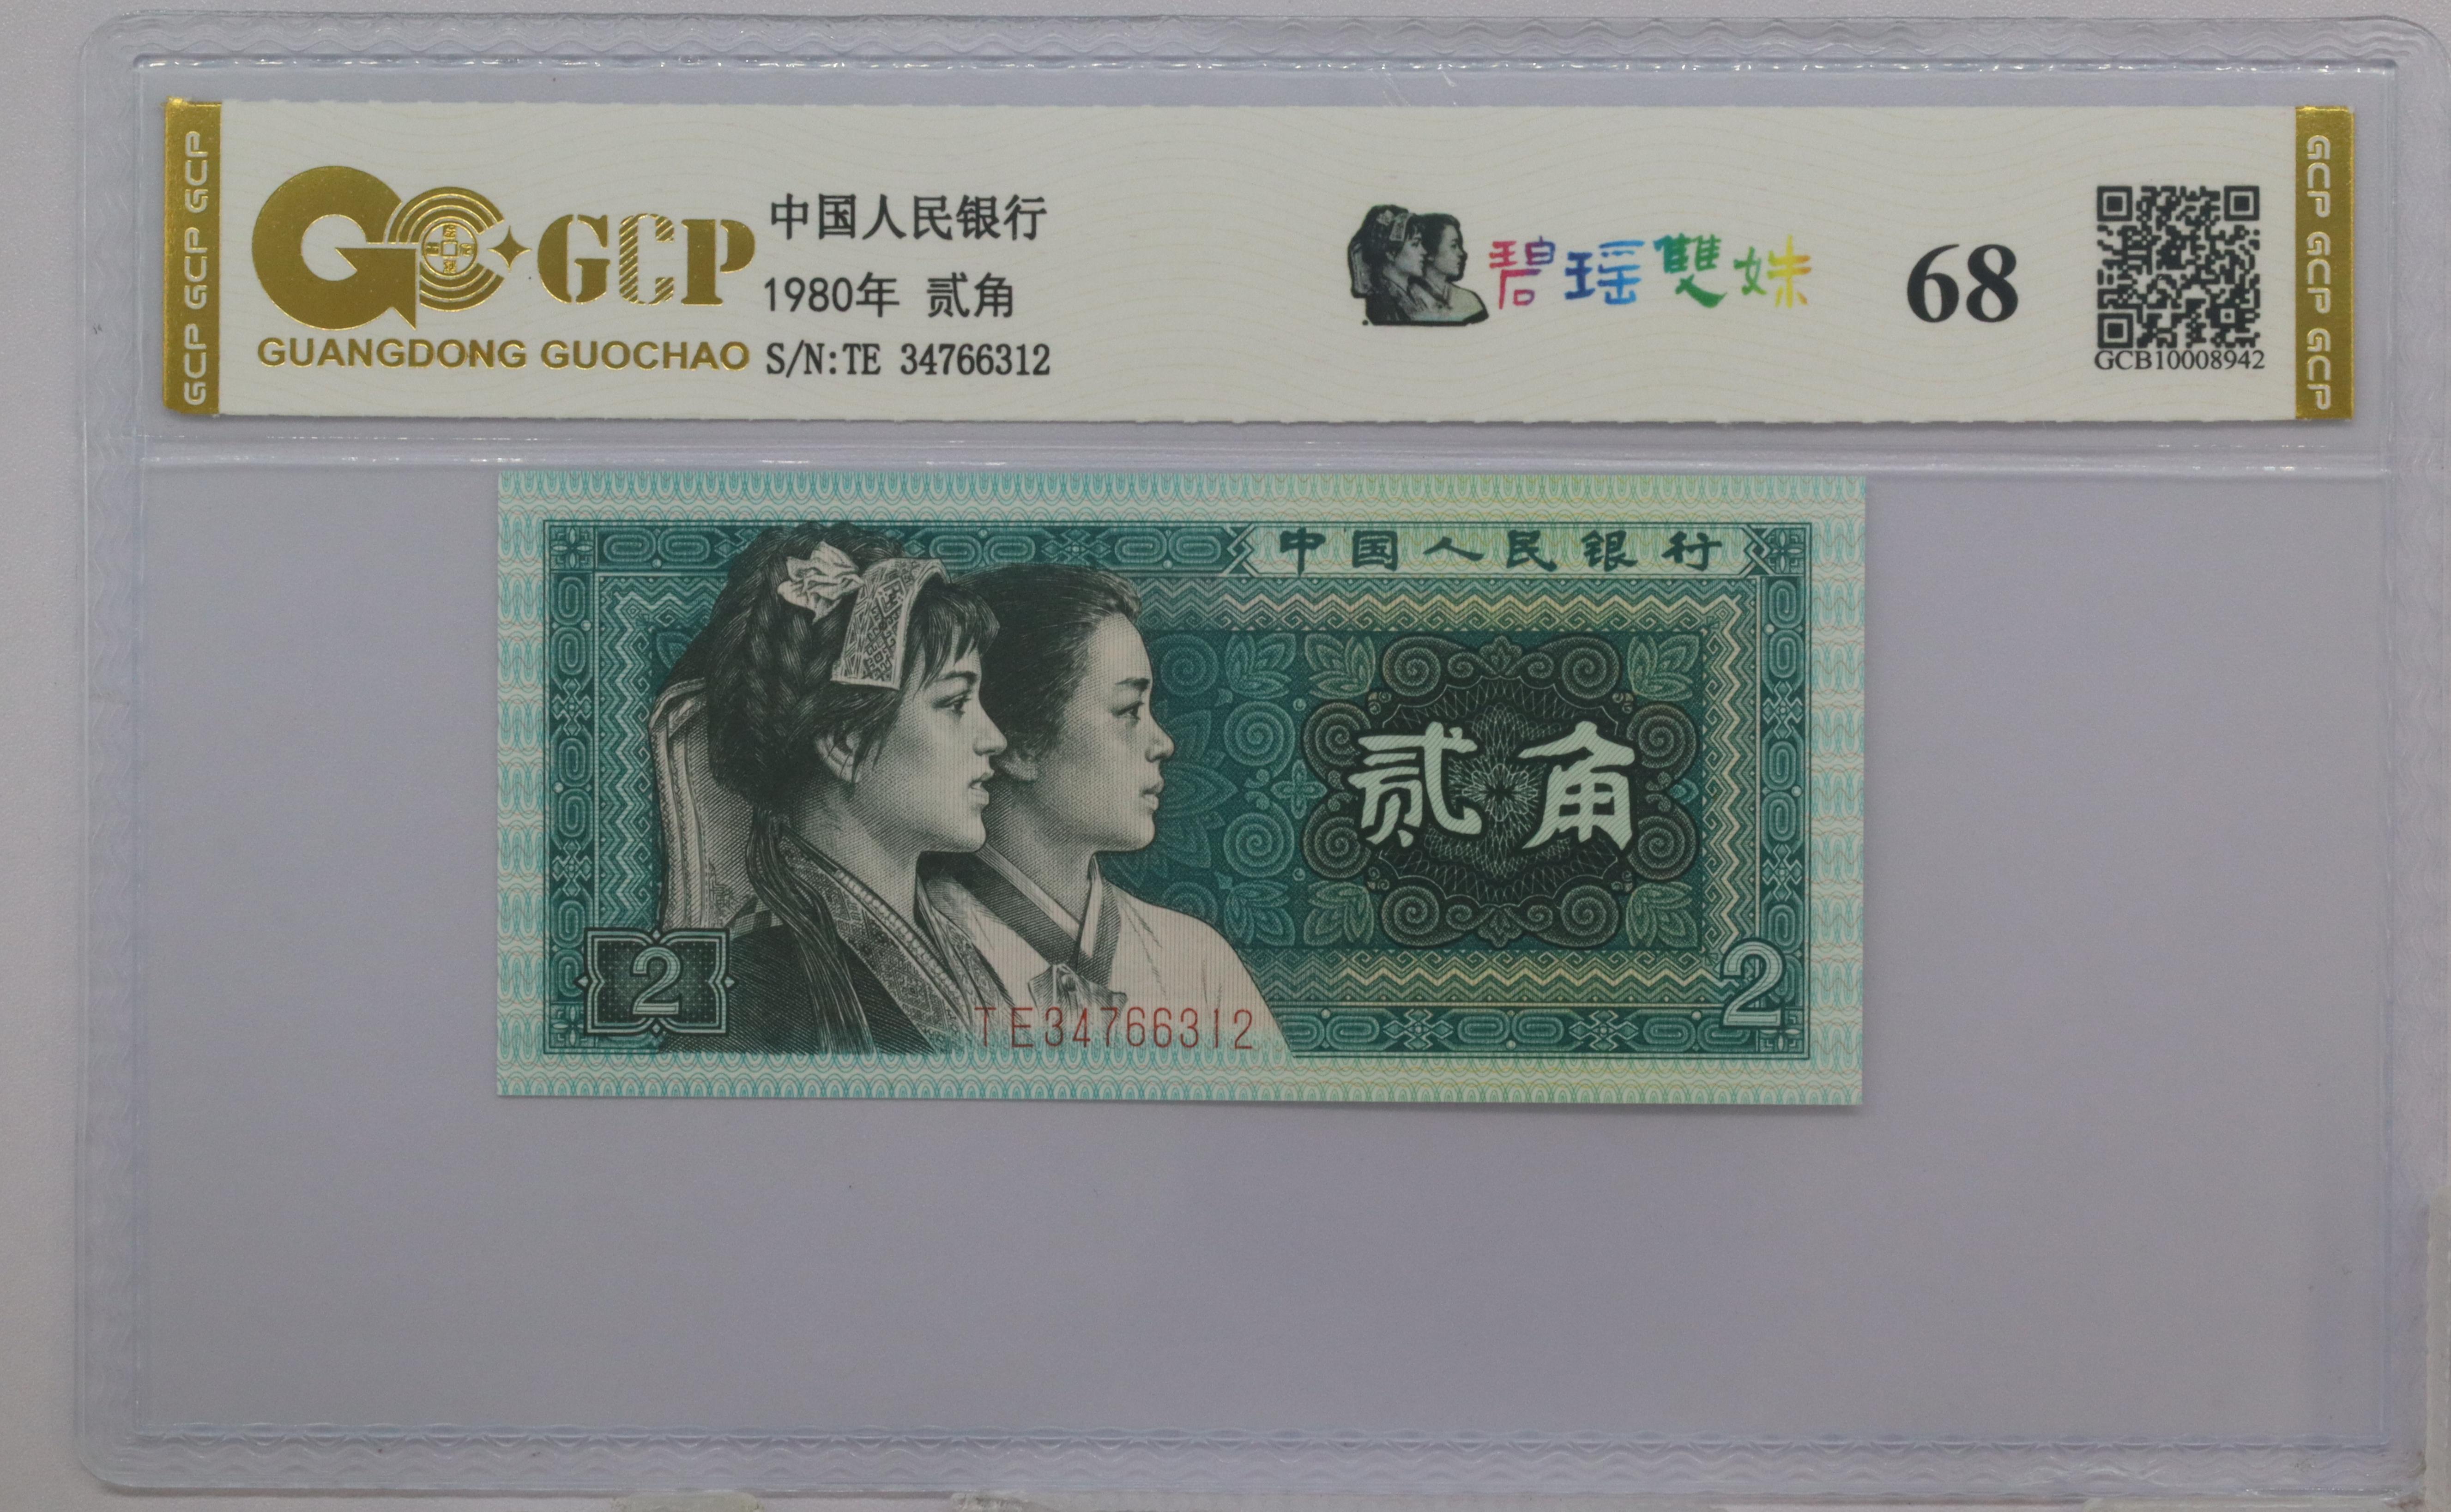 GCP GCP GCP
GCP
GUANGDONG GUOCHAO
中国人民银行
1980年 贰角
S/N:TE 34766312
碧瑶雙姝
68
GCB10008942
GCP GCP GCP
中国人民银行
贰角
2
2
TE34766312